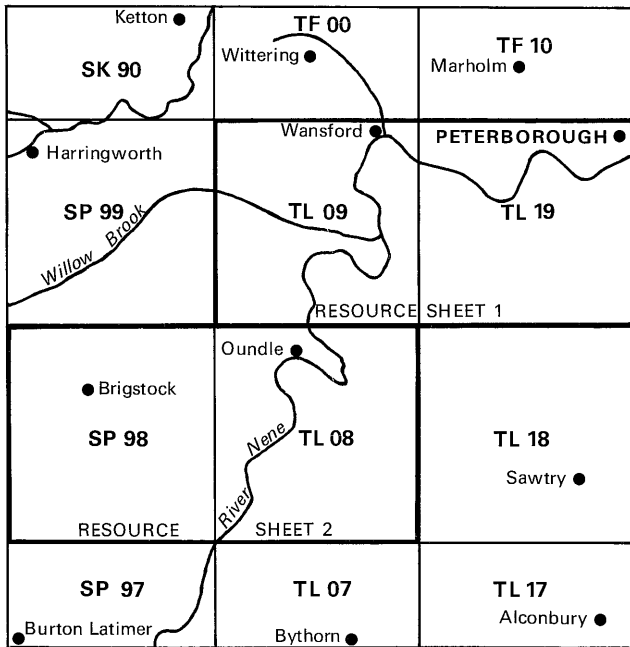 Ketton
TF 00
TF 10
Wittering
Marholm
SK 90
Wansford
PETERBOROUGH
Harringworth
SP 99
TL 09
TL 19
Willow Brook
RESOURCE SHEET 1
Oundle
Brigstock
SP 98
TL 08
TL 18
River Nene
Sawtry
RESOURCE SHEET 2
SP 97
TL 07
TL 17
Burton Latimer
Bythorn
Alconbury